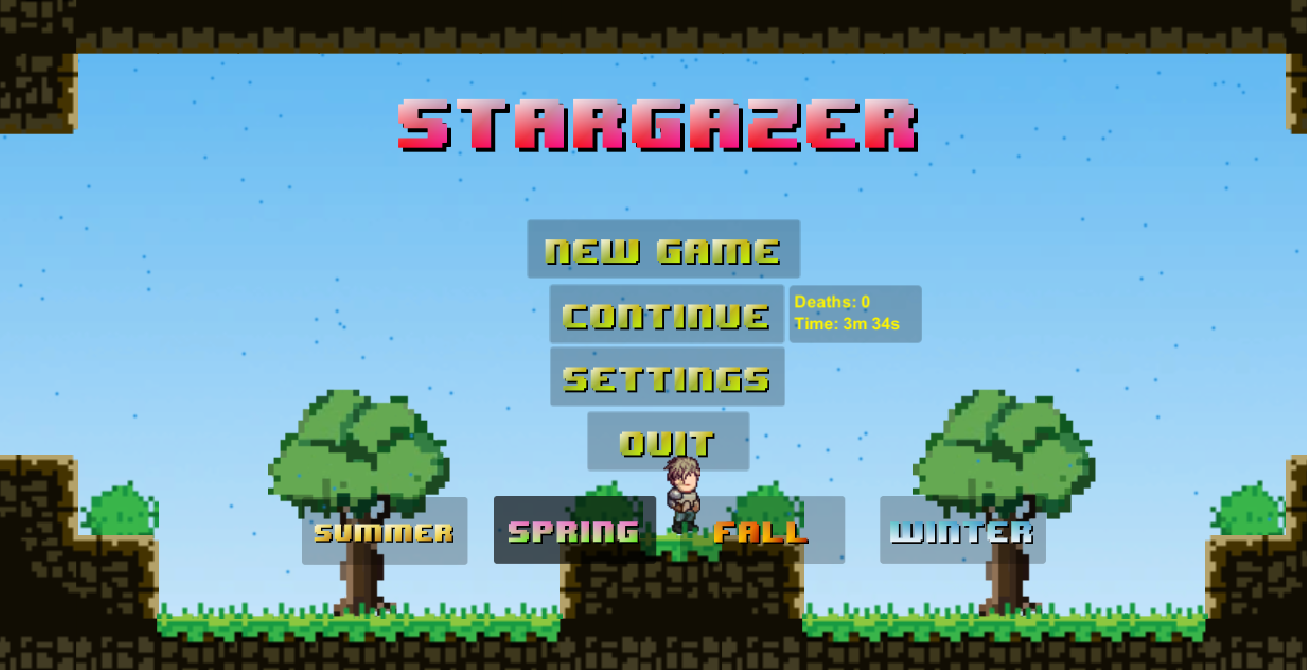 STARGAZER
NEW GAME
CONTINUE
Deaths: 0
Time: 3m 34s
SETTINGS
QUIT
SUMMER
SPRING
FALL
WINTER